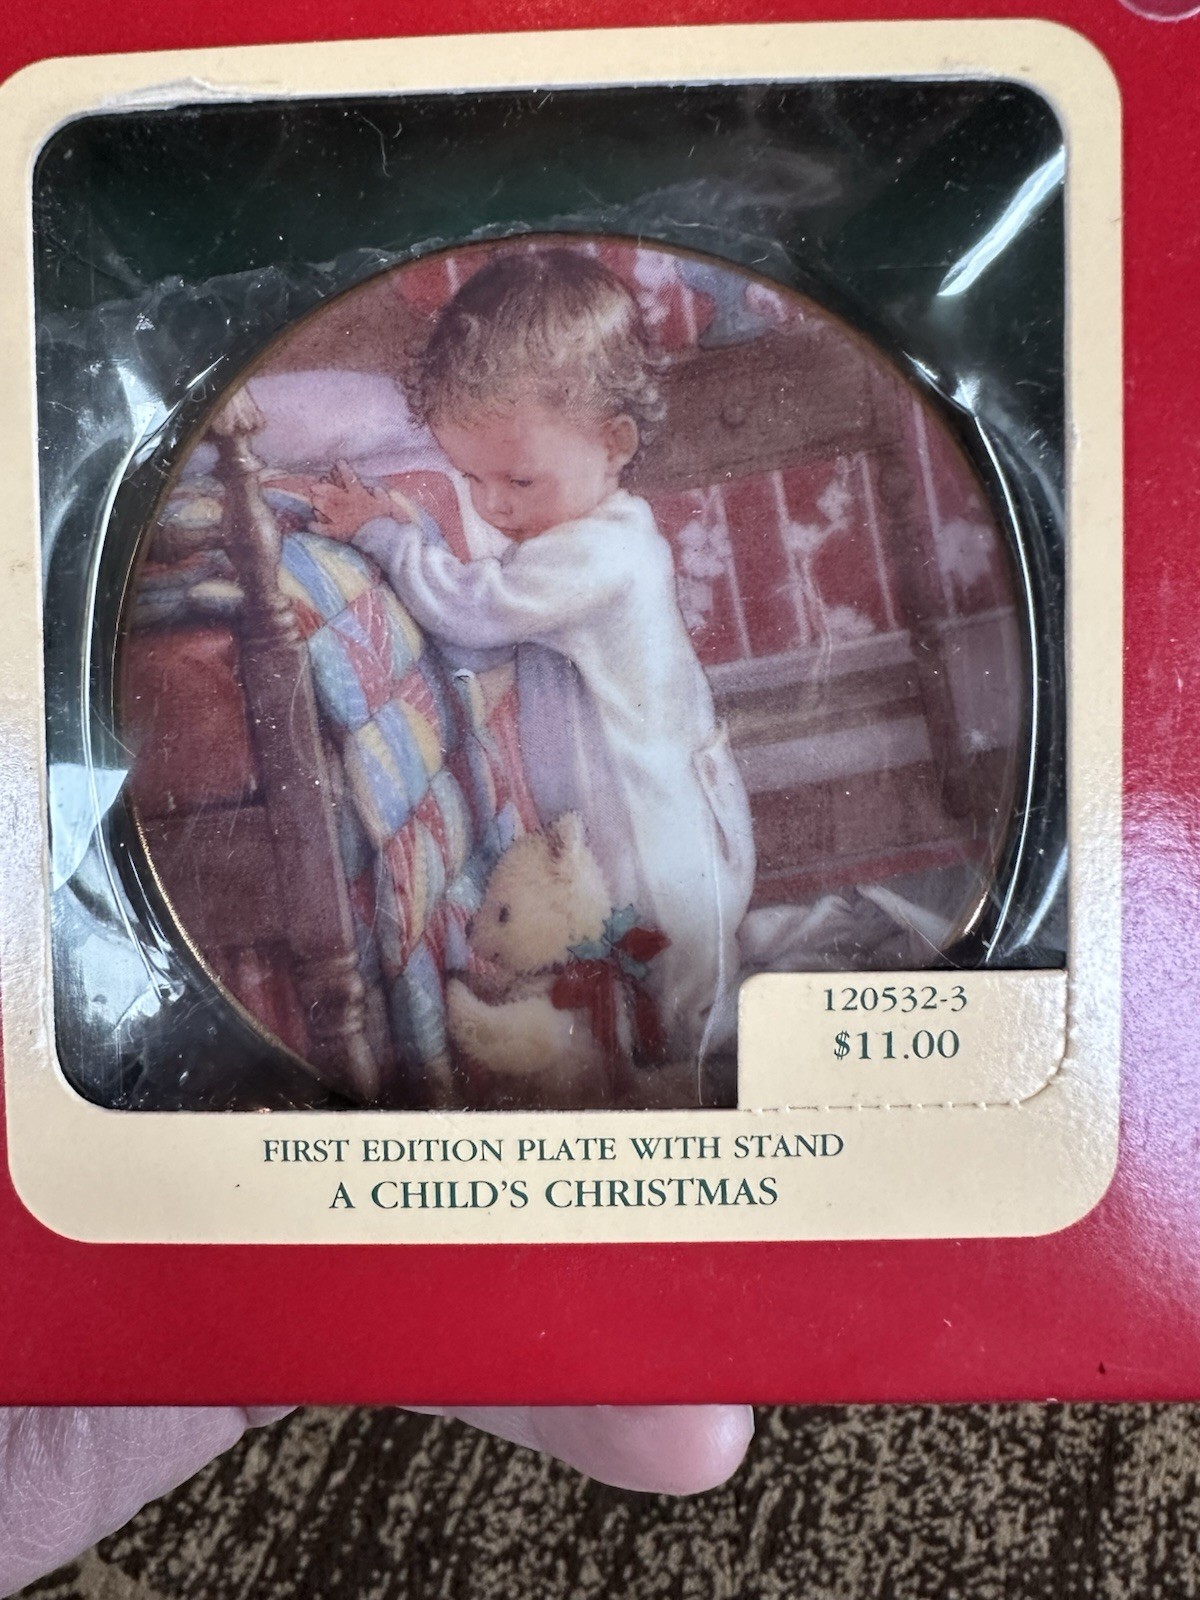 120532-3
$11.00
FIRST EDITION PLATE WITH STAND
A CHILD'S CHRISTMAS